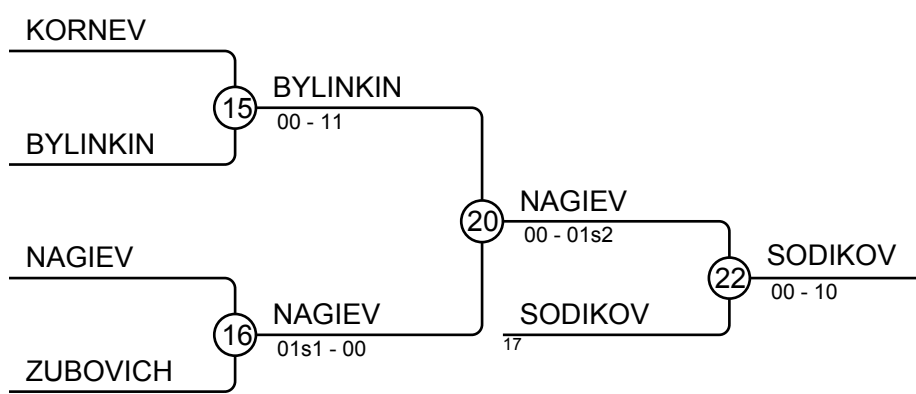 KORNEV
15
BYLINKIN
00 - 11
BYLINKIN
20
NAGIEV
00 - 01s2
NAGIEV
22
SODIKOV
00 - 10
16
NAGIEV
01s1 - 00
SODIKOV
17
ZUBOVICH